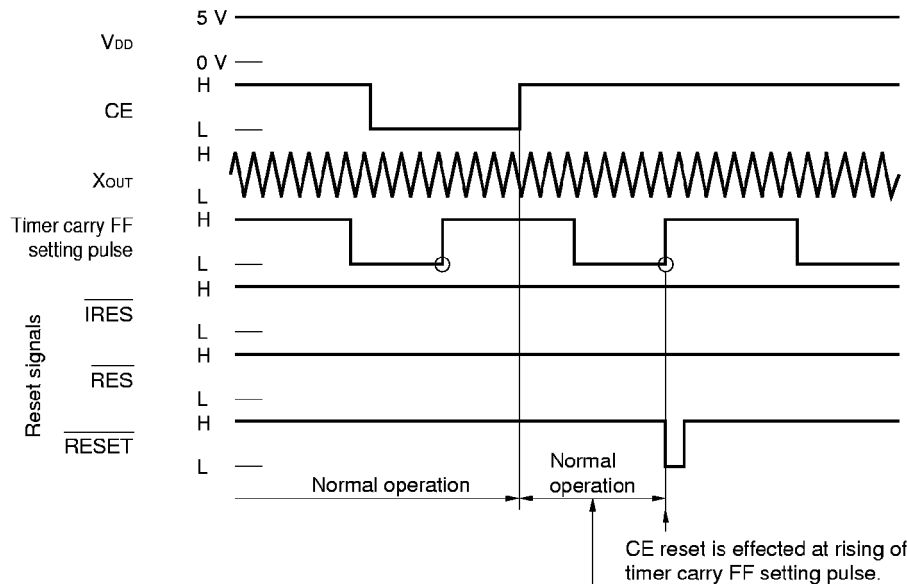 5 V
VDD
0 V
H
CE
L
H
XOUT
L
H
Timer carry FF
setting pulse
L
H
IRES
L
H
RES
L
H
RESET
L
Reset signals
Normal operation
Normal
operation
CE reset is effected at rising of
timer carry FF setting pulse.